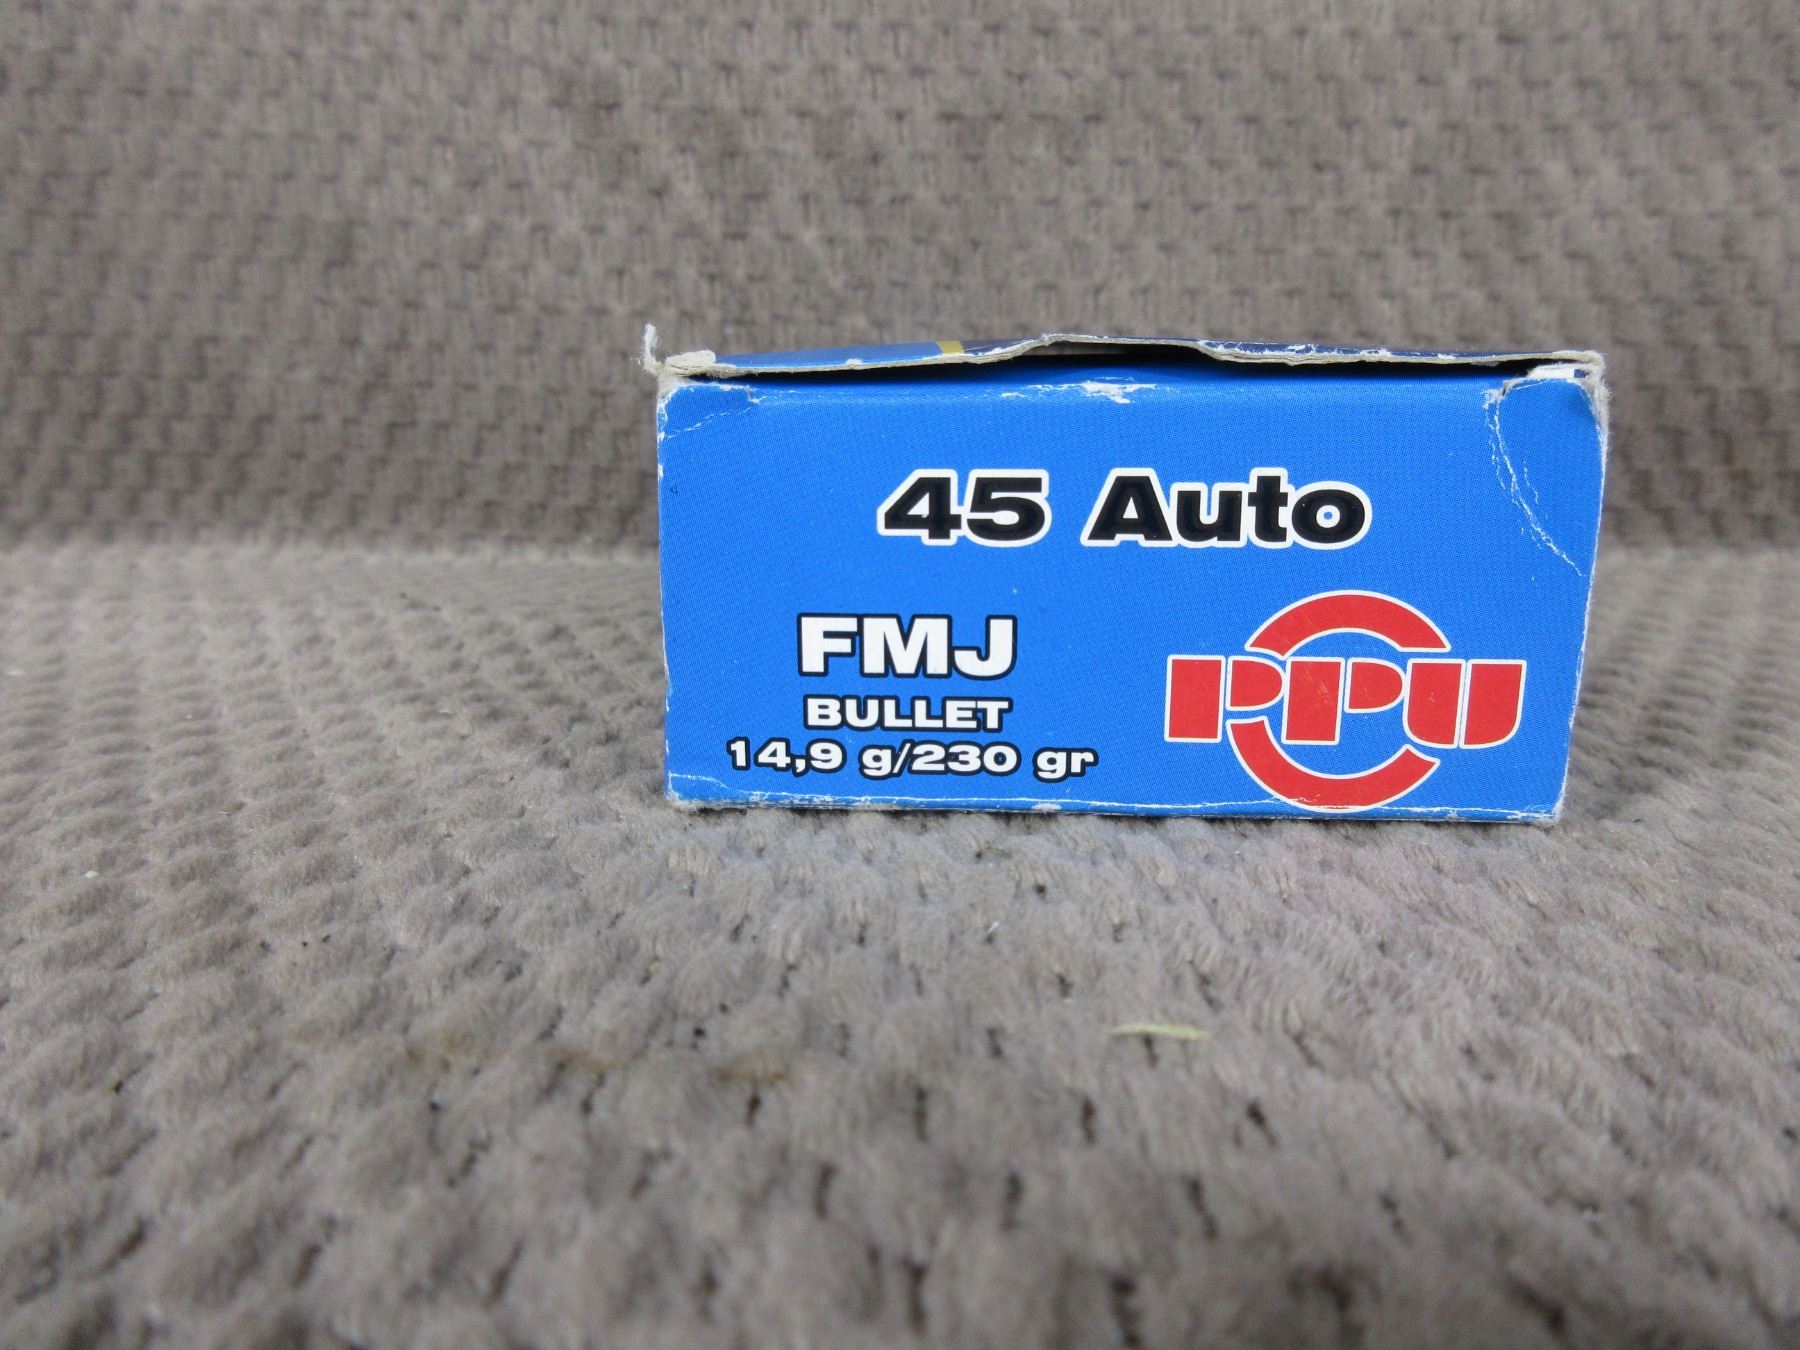 45 Auto
FMJ
BULLET
14,9 g/230 gr
PPU